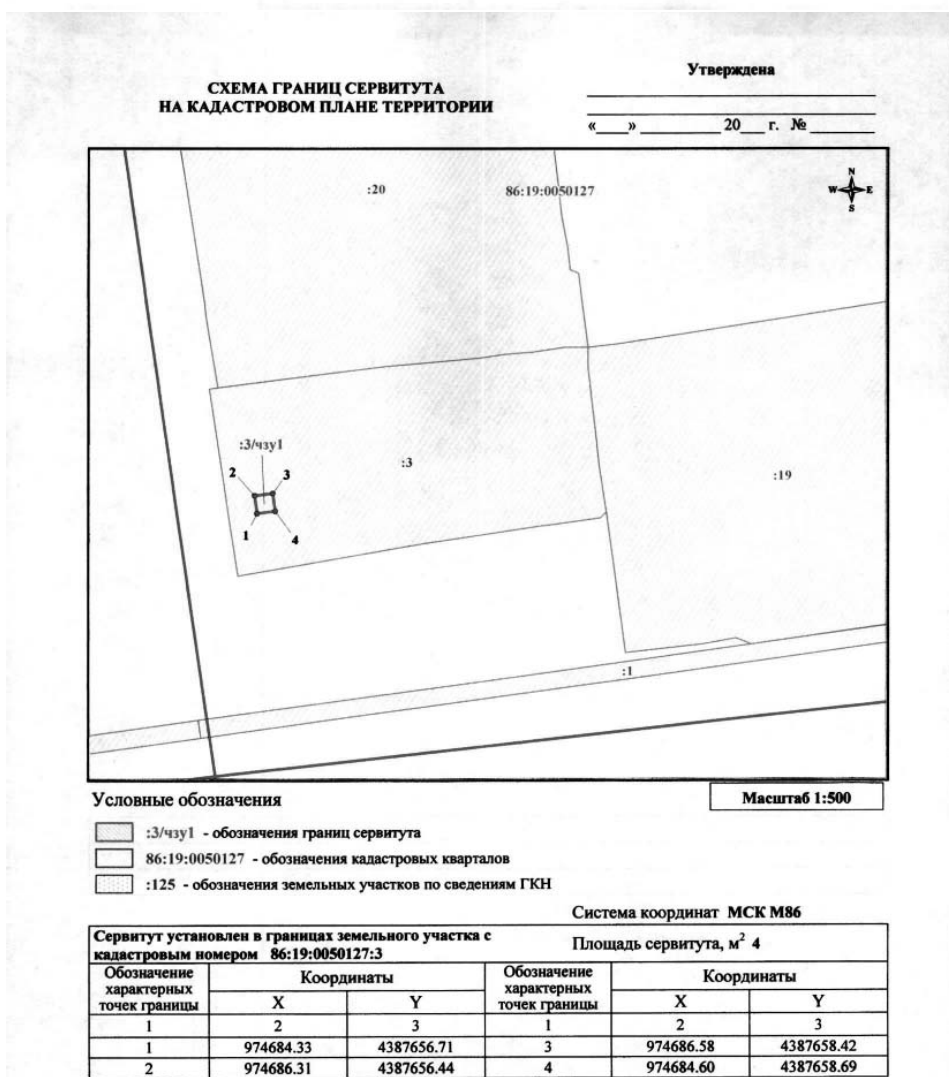 Утверждена
СХЕМА ГРАНИЦ СЕРВИТУТА
НА КАДАСТРОВОМ ПЛАНЕ ТЕРРИТОРИИ
«___» ________ 20___ г. № ______
:20
86:19:0050127
N
W E
S
:3/чзу1
2 3
1 4
:3
:19
:1
Условные обозначения
Масштаб 1:500
:3/чзу1 - обозначения границ сервитута
86:19:0050127 - обозначения кадастровых кварталов
:125 - обозначения земельных участков по сведениям ГКН
Система координат МСК М86
Сервитут установлен в границах земельного участка с
кадастровым номером 86:19:0050127:3
Площадь сервитута, м² 4
Обозначение
характерных
точек границы
Координаты
Обозначение
характерных
точек границы
Координаты
X Y X Y
1 2 3 1 2 3
1 974684.33 4387656.71 3 974686.58 4387658.42
2 974686.31 4387656.44 4 974684.60 4387658.69